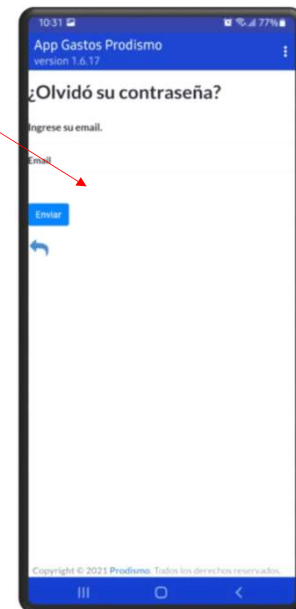 10:31 77%
App Gastos Prodismo
version 1.6.17
¿Olvidó su contraseña?
Ingrese su email.
Email
Enviar
Copyright © 2021 Prodismo. Todos los derechos reservados.